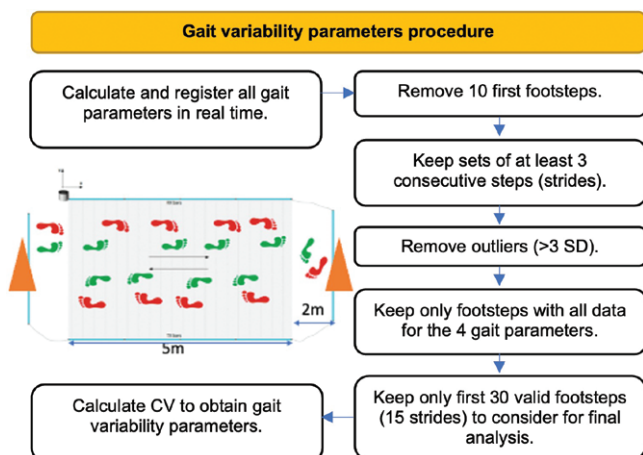 Gait variability parameters procedure
Calculate and register all gait
parameters in real time.
Remove 10 first footsteps.
Keep sets of at least 3
consecutive steps (strides).
Remove outliers (>3 SD).
Keep only footsteps with all data
for the 4 gait parameters.
2m
5m
Keep only first 30 valid footsteps
(15 strides) to consider for final
analysis.
Calculate CV to obtain gait
variability parameters.